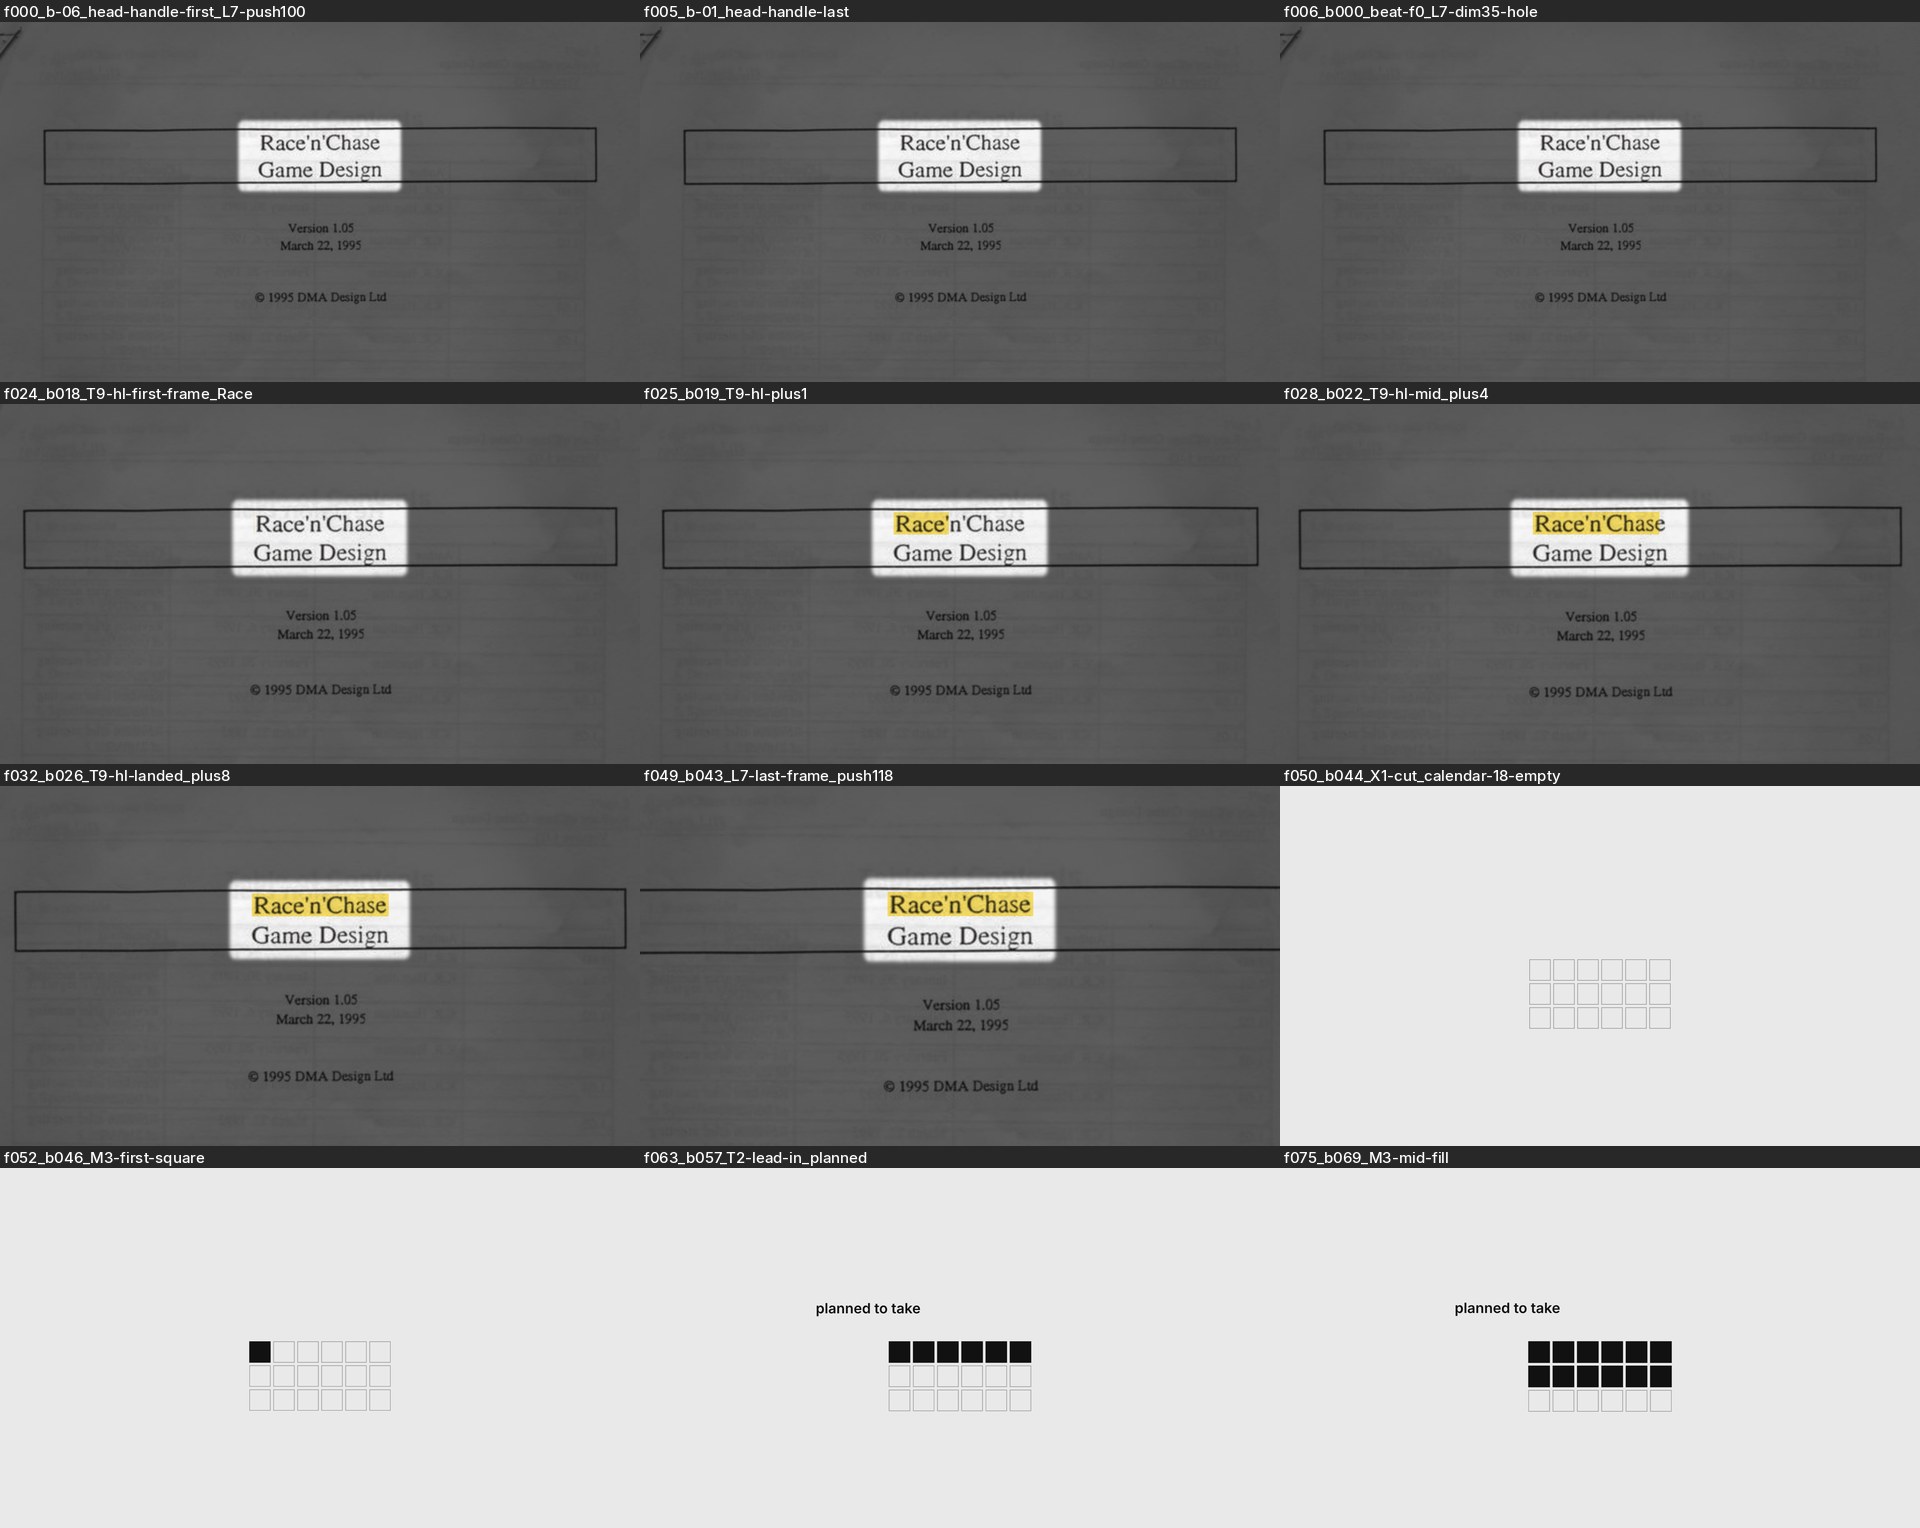 f000_b-06_head-handle-first_L7-push100
f005_b-01_head-handle-last
f006_b000_beat-f0_L7-dim35-hole
Race'n'Chase
Game Design
Version 1.05
March 22, 1995
© 1995 DMA Design Ltd
Race'n'Chase
Game Design
Version 1.05
March 22, 1995
© 1995 DMA Design Ltd
Race'n'Chase
Game Design
Version 1.05
March 22, 1995
© 1995 DMA Design Ltd
f024_b018_T9-hl-first-frame_Race
f025_b019_T9-hl-plus1
f028_b022_T9-hl-mid_plus4
Race'n'Chase
Game Design
Version 1.05
March 22, 1995
© 1995 DMA Design Ltd
Race'n'Chase
Game Design
Version 1.05
March 22, 1995
© 1995 DMA Design Ltd
Race'n'Chase
Game Design
Version 1.05
March 22, 1995
© 1995 DMA Design Ltd
f032_b026_T9-hl-landed_plus8
f049_b043_L7-last-frame_push118
f050_b044_X1-cut_calendar-18-empty
Race'n'Chase
Game Design
Version 1.05
March 22, 1995
© 1995 DMA Design Ltd
Race'n'Chase
Game Design
Version 1.05
March 22, 1995
© 1995 DMA Design Ltd
f052_b046_M3-first-square
f063_b057_T2-lead-in_planned
f075_b069_M3-mid-fill
planned to take
planned to take